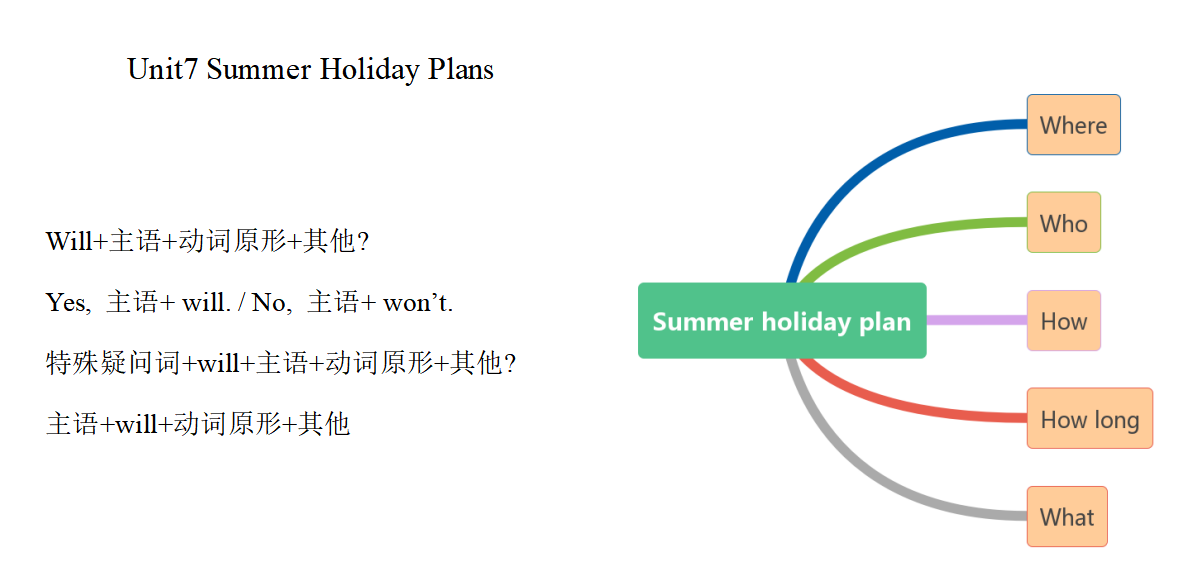 Unit7 Summer Holiday Plans
Will+主语+动词原形+其他?
Yes, 主语+ will. / No, 主语+ won’t.
特殊疑问词+will+主语+动词原形+其他?
主语+will+动词原形+其他
Summer holiday plan
Where
Who
How
How long
What